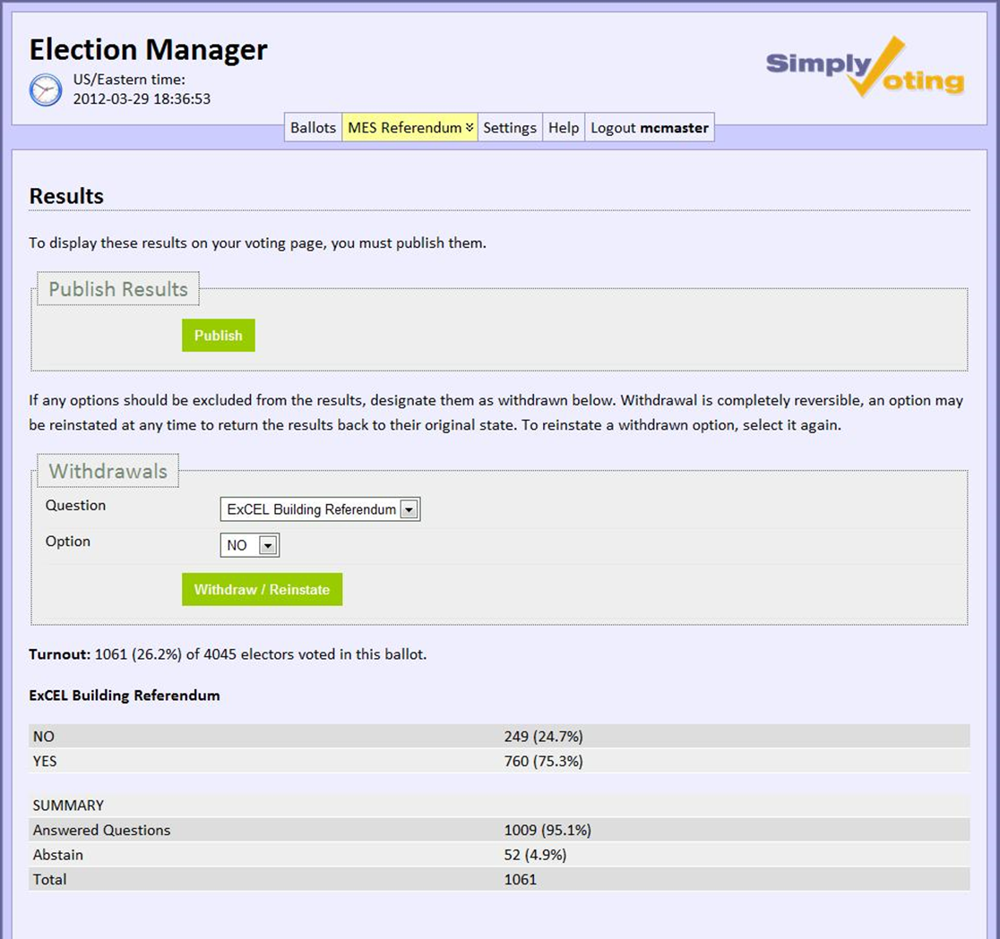 Election Manager
US/Eastern time:
2012-03-29 18:36:53
Simply Voting
Ballots MES Referendum Settings Help Logout mcmaster
Results
To display these results on your voting page, you must publish them.
Publish Results
Publish
If any options should be excluded from the results, designate them as withdrawn below. Withdrawal is completely reversible, an option may
be reinstated at any time to return the results back to their original state. To reinstate a withdrawn option, select it again.
Withdrawals
Question ExCEL Building Referendum
Option NO
Withdraw / Reinstate
Turnout: 1061 (26.2%) of 4045 electors voted in this ballot.
ExCEL Building Referendum
NO 249 (24.7%)
YES 760 (75.3%)
SUMMARY
Answered Questions 1009 (95.1%)
Abstain 52 (4.9%)
Total 1061